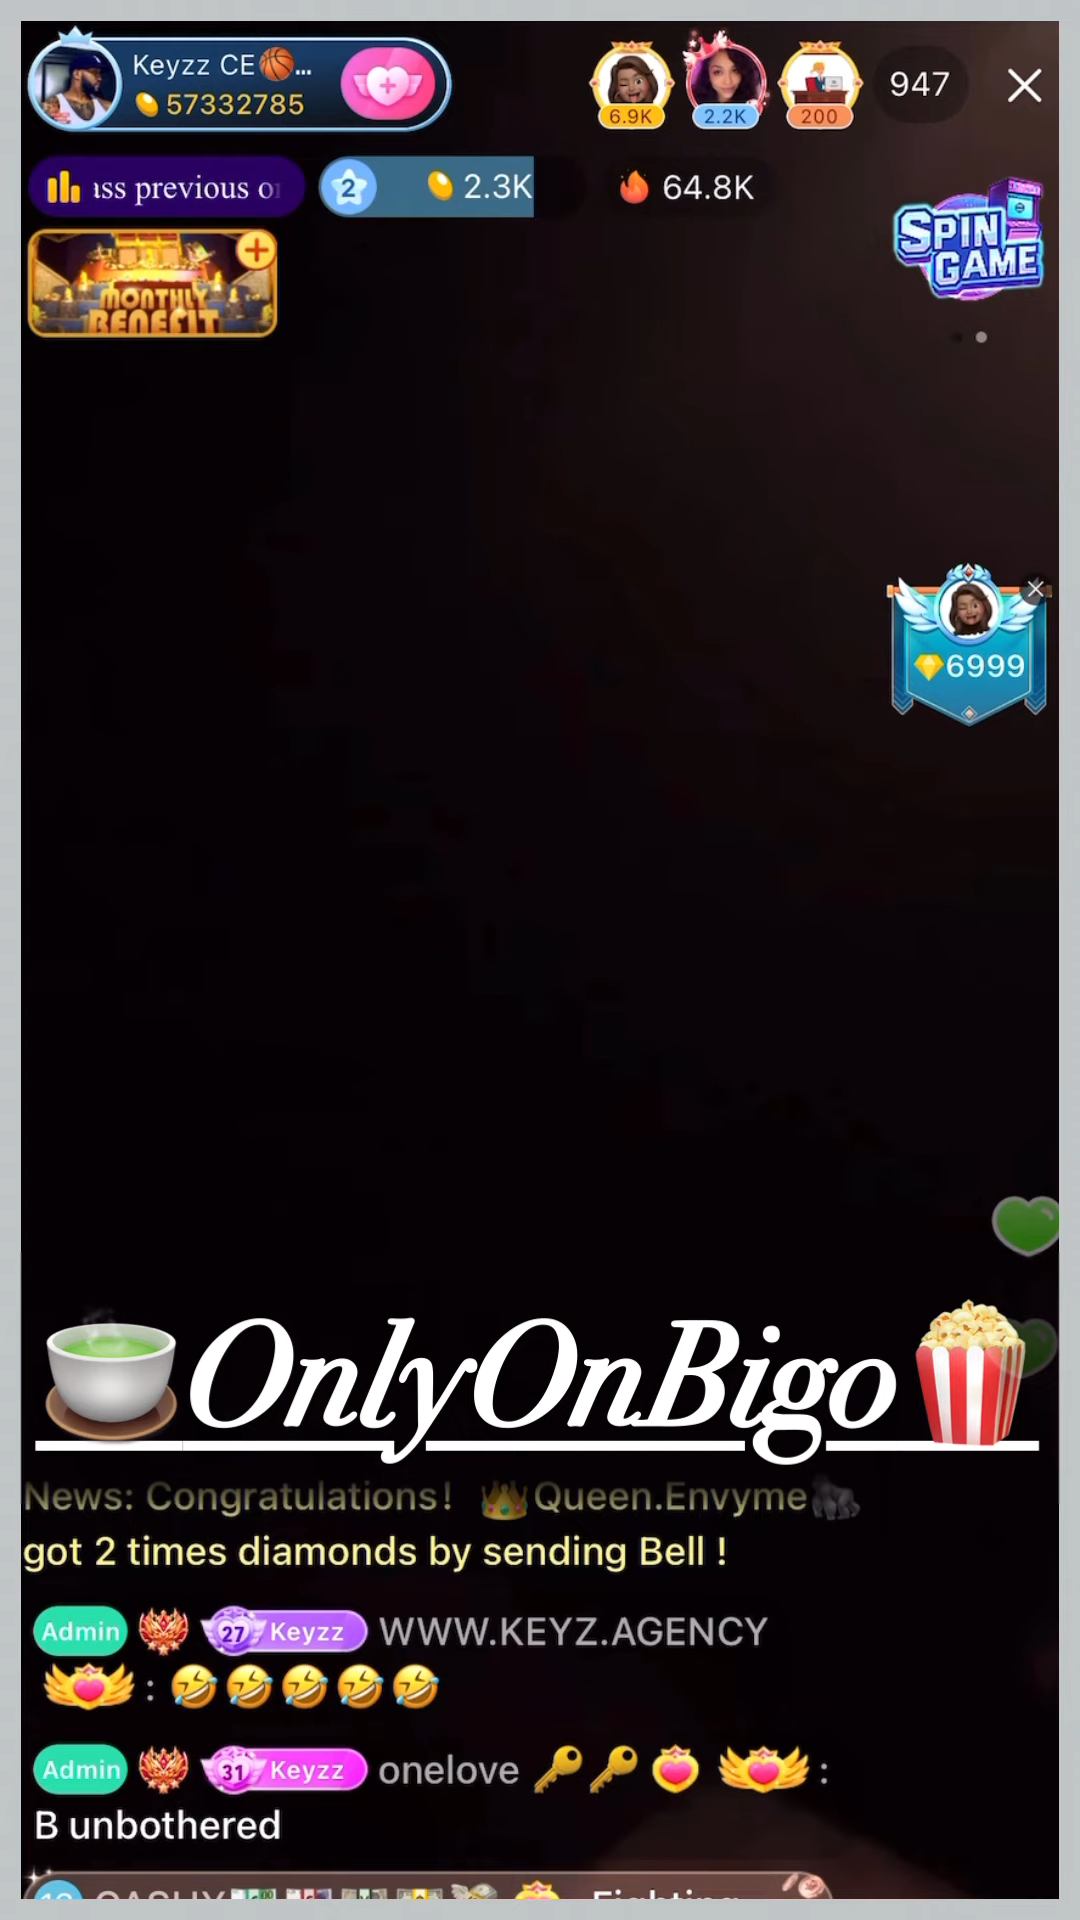 Keyzz CE🏀...
57332785
6.9K
2.2K
200
947
ass previous
2
2.3K
64.8K
SPIN
GAME
MONTHLY
BENEFIT
6999
OnlyOnBigo
News: Congratulations! 👑Queen.Envyme🦍
got 2 times diamonds by sending Bell !
Admin 27 Keyzz WWW.KEYZ.AGENCY
: 🤣🤣🤣🤣🤣
Admin 31 Keyzz onelove 🔑🔑 :
B unbothered